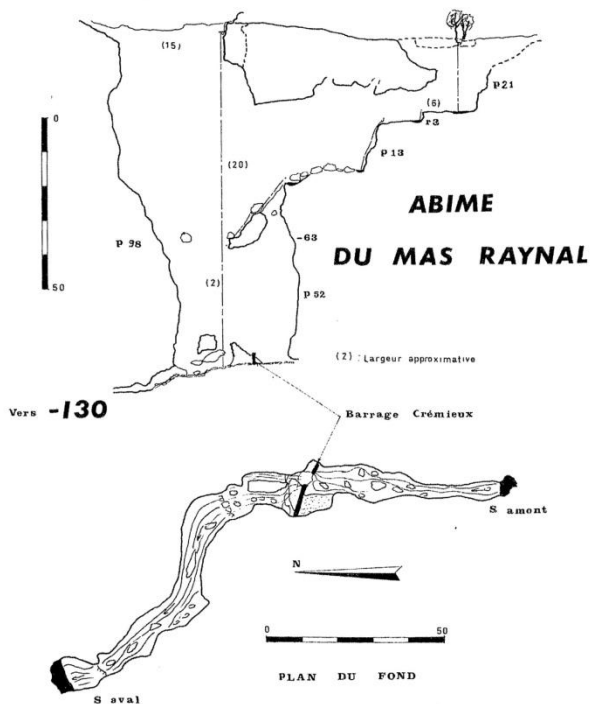 (15)
p21
(6)
r3
0
p13
(20)
ABIME
DU MAS RAYNAL
-63
P 98
(2)
P 52
50
(2) : Largeur approximative
Vers -130
Barrage Crémieux
S amont
N
0 50
PLAN DU FOND
S aval